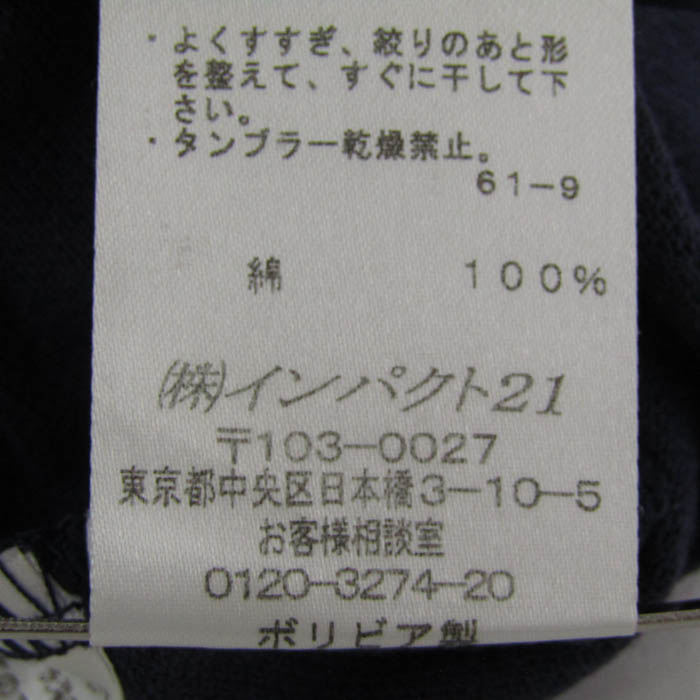 ・よくすすぎ、絞りのあと形
を整えて、すぐに干して下
さい。
・タンブラー乾燥禁止。
61-9
綿 100%
㈱インパクト21
〒103-0027
東京都中央区日本橋3-10-5
お客様相談室
0120-3274-20
ボリビア製